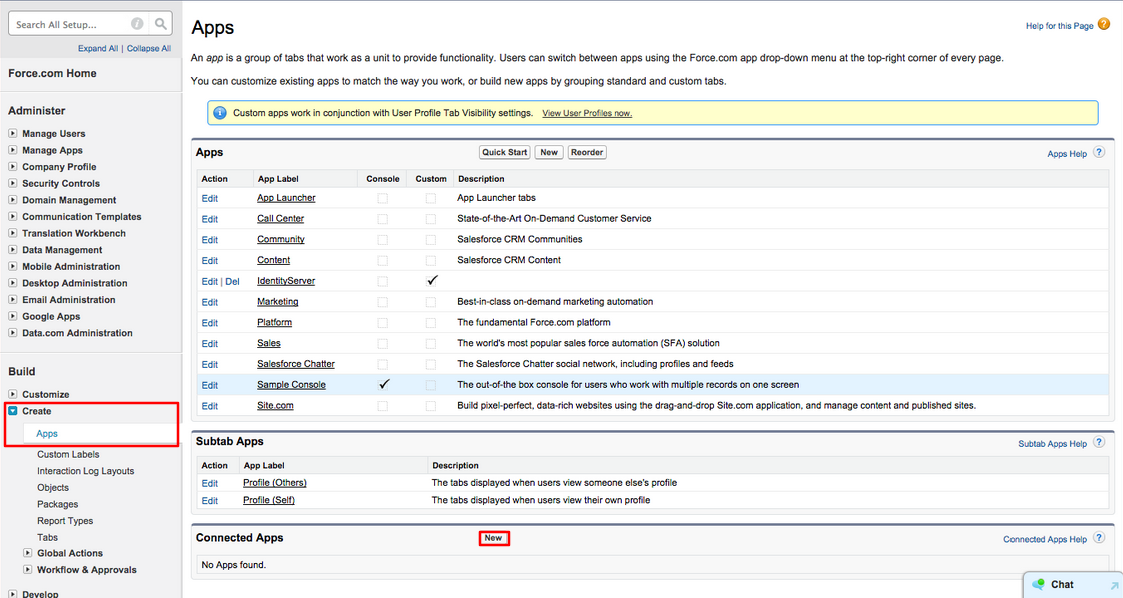 Search All Setup...
Expand All | Collapse All
Force.com Home
Administer
Manage Users
Manage Apps
Company Profile
Security Controls
Domain Management
Communication Templates
Translation Workbench
Data Management
Mobile Administration
Desktop Administration
Email Administration
Google Apps
Data.com Administration
Build
Customize
Create
Apps
Custom Labels
Interaction Log Layouts
Objects
Packages
Report Types
Tabs
Global Actions
Workflow & Approvals
Develop
Apps
Help for this Page ?
An app is a group of tabs that work as a unit to provide functionality. Users can switch between apps using the Force.com app drop-down menu at the top-right corner of every page.
You can customize existing apps to match the way you work, or build new apps by grouping standard and custom tabs.
Custom apps work in conjunction with User Profile Tab Visibility settings. View User Profiles now.
Apps Quick Start New Reorder Apps Help ?
Action App Label Console Custom Description
Edit App Launcher App Launcher tabs
Edit Call Center State-of-the-Art On-Demand Customer Service
Edit Community Salesforce CRM Communities
Edit Content Salesforce CRM Content
Edit | Del IdentityServer
Edit Marketing Best-in-class on-demand marketing automation
Edit Platform The fundamental Force.com platform
Edit Sales The world's most popular sales force automation (SFA) solution
Edit Salesforce Chatter The Salesforce Chatter social network, including profiles and feeds
Edit Sample Console The out-of-the box console for users who work with multiple records on one screen
Edit Site.com Build pixel-perfect, data-rich websites using the drag-and-drop Site.com application, and manage content and published sites.
Subtab Apps Subtab Apps Help ?
Action App Label Description
Edit Profile (Others) The tabs displayed when users view someone else's profile
Edit Profile (Self) The tabs displayed when users view their own profile
Connected Apps New Connected Apps Help ?
No Apps found.
Chat